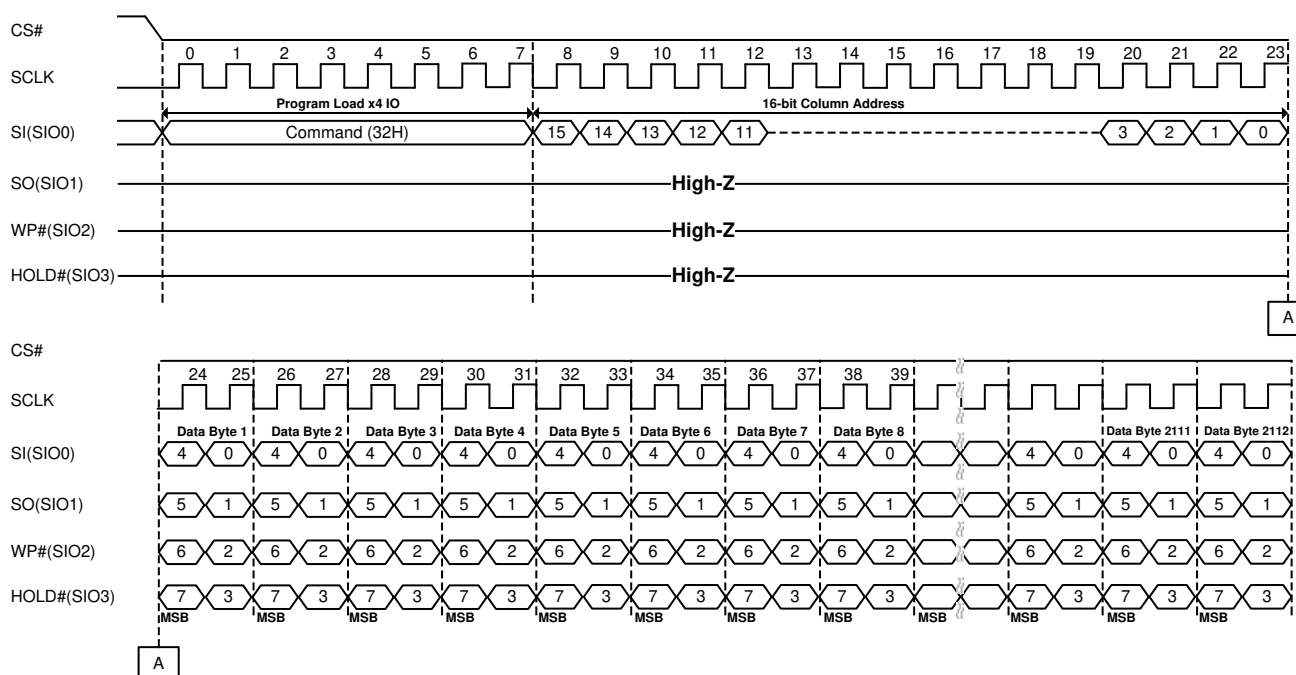 CS#
0 1 2 3 4 5 6 7 8 9 10 11 12 13 14 15 16 17 18 19 20 21 22 23
SCLK
Program Load x4 IO 16-bit Column Address
SI(SIO0) Command (32H) 15 14 13 12 11 3 2 1 0
SO(SIO1) High-Z
WP#(SIO2) High-Z
HOLD#(SIO3) High-Z
A
CS#
24 25 26 27 28 29 30 31 32 33 34 35 36 37 38 39
SCLK
Data Byte 1 Data Byte 2 Data Byte 3 Data Byte 4 Data Byte 5 Data Byte 6 Data Byte 7 Data Byte 8 Data Byte 2111 Data Byte 2112
SI(SIO0) 4 0 4 0 4 0 4 0 4 0 4 0 4 0 4 0 4 0 4 0 4 0
SO(SIO1) 5 1 5 1 5 1 5 1 5 1 5 1 5 1 5 1 5 1 5 1 5 1
WP#(SIO2) 6 2 6 2 6 2 6 2 6 2 6 2 6 2 6 2 6 2 6 2 6 2
HOLD#(SIO3) 7 3 7 3 7 3 7 3 7 3 7 3 7 3 7 3 7 3 7 3 7 3
MSB MSB MSB MSB MSB MSB MSB MSB MSB MSB MSB MSB
A